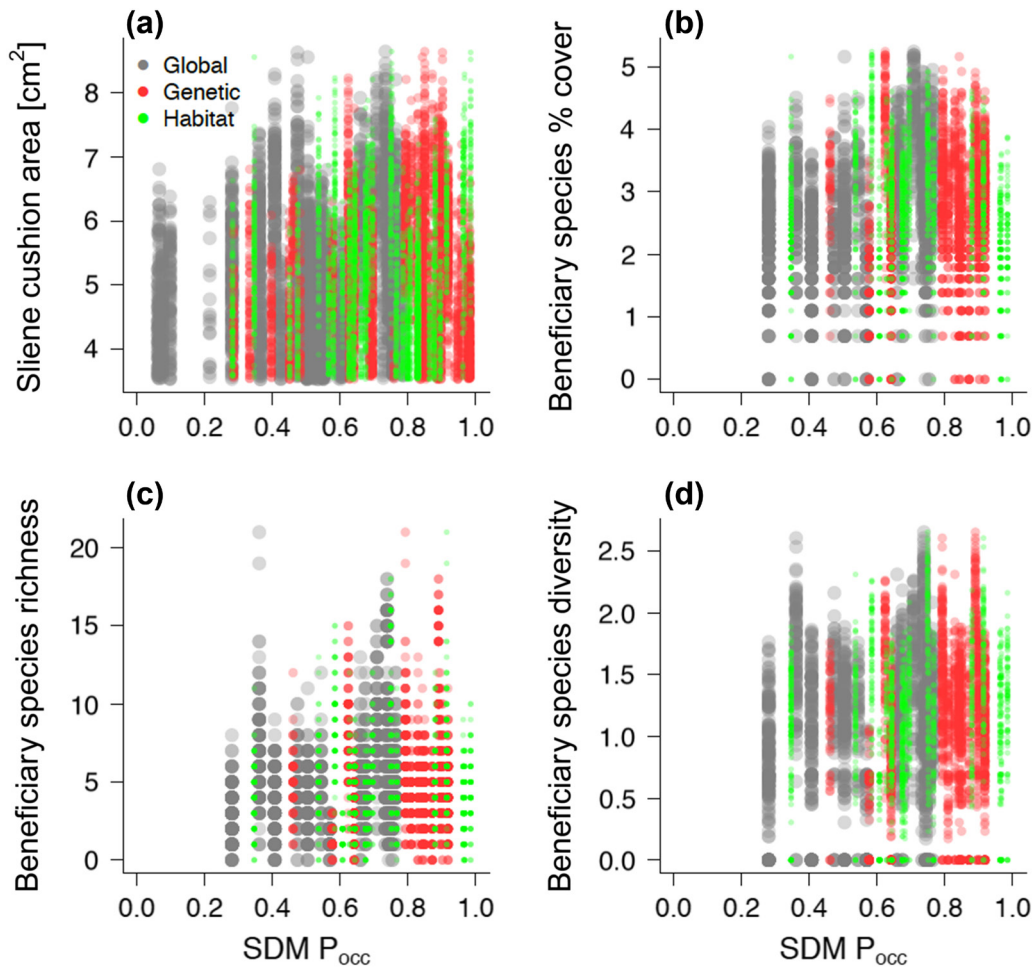 (a)
Sliene cushion area [cm²]
Global
Genetic
Habitat
8
7
6
5
4
0.0 0.2 0.4 0.6 0.8 1.0
(b)
Beneficiary species % cover
5
4
3
2
1
0
0.0 0.2 0.4 0.6 0.8 1.0
(c)
Beneficiary species richness
20
15
10
5
0
0.0 0.2 0.4 0.6 0.8 1.0
SDM Pocc
(d)
Beneficiary species diversity
2.5
2.0
1.5
1.0
0.5
0.0
0.0 0.2 0.4 0.6 0.8 1.0
SDM Pocc